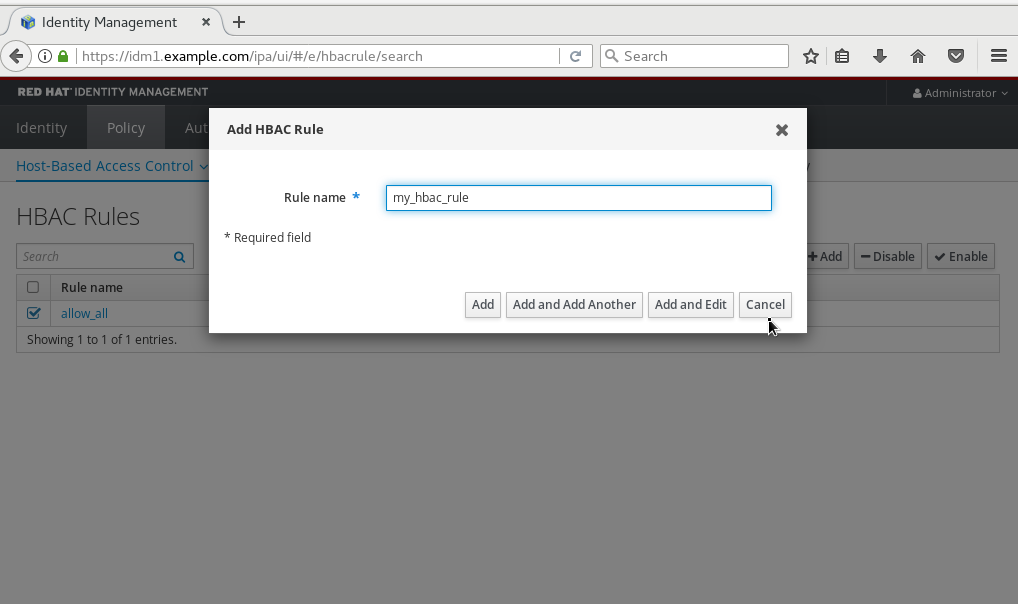 Identity Management
https://idm1.example.com/ipa/ui/#/e/hbacrule/search
Search
RED HAT IDENTITY MANAGEMENT
Administrator
Identity
Policy
Aut
Host-Based Access Control
Add HBAC Rule
Rule name *
my_hbac_rule
* Required field
Add
Add and Add Another
Add and Edit
Cancel
HBAC Rules
Search
Add
Disable
Enable
Rule name
allow_all
Showing 1 to 1 of 1 entries.